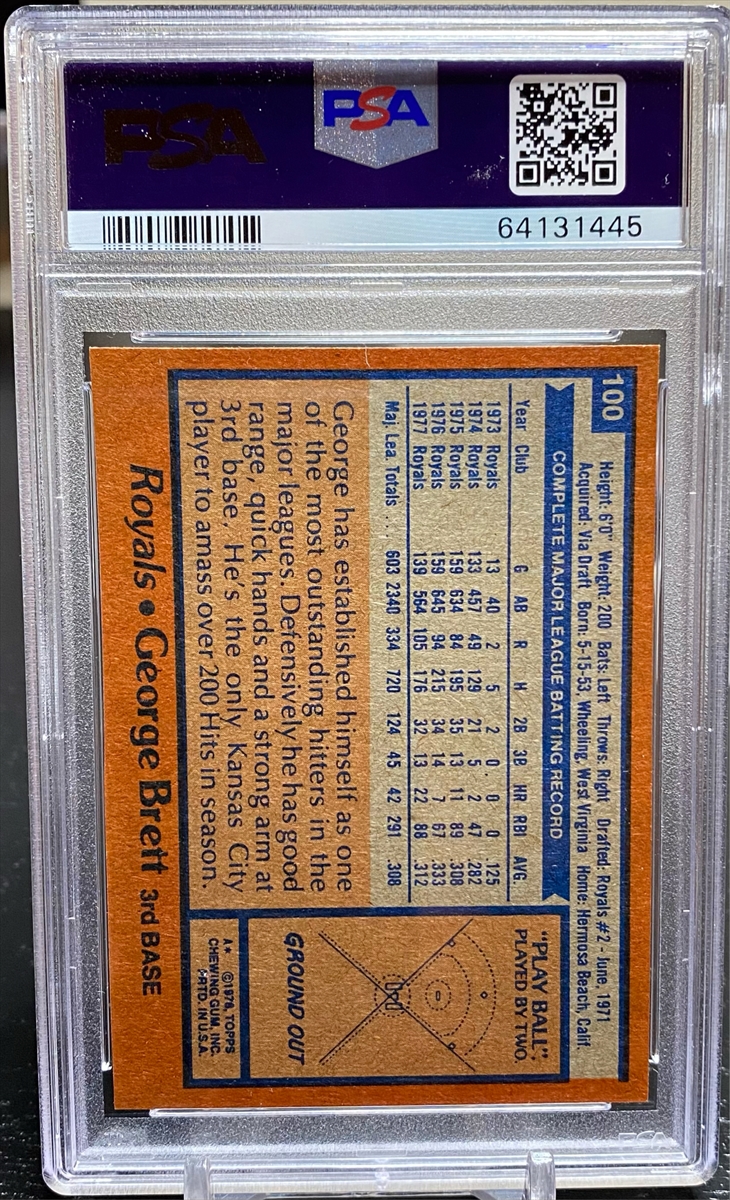 PSA
PSA
64131445
100
Height: 6'0" Weight: 200 Bats: Left Throws: Right Drafted: Royals #2 - June, 1971
Acquired: Via Draft Born: 5-15-53, Wheeling, West Virginia Home: Hermosa Beach, Calif.
COMPLETE MAJOR LEAGUE BATTING RECORD
Year Club G AB R H 2B 3B HR RBI AVG.
1973 Royals 13 40 2 5 2 0 0 0 .125
1974 Royals 133 457 49 129 21 5 2 47 .282
1975 Royals 159 634 84 195 35 13 11 89 .308
1976 Royals 159 645 94 215 34 14 7 67 .333
1977 Royals 139 564 105 176 32 13 22 88 .312
Maj. Lea. Totals . . . 603 2340 334 720 124 45 42 291 .308
George has established himself as one
of the most outstanding hitters in the
major leagues. Defensively he has good
range, quick hands and a strong arm at
3rd base. He's the only Kansas City
player to amass over 200 Hits in season.
"PLAY BALL"
PLAYED BY TWO.
GROUND OUT
A* ©1978, TOPPS
CHEWING GUM, INC.
PRTD. IN U.S.A.
Royals • George Brett 3rd BASE
PSA